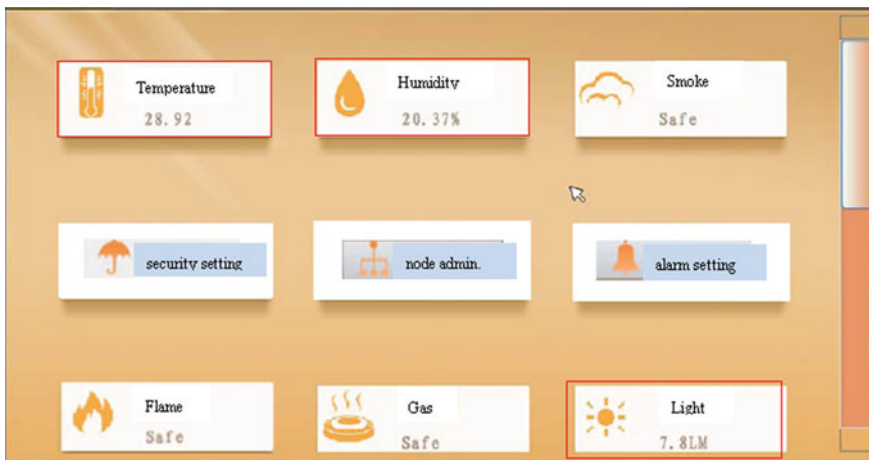 Temperature
28.92
Humidity
20.37%
Smoke
Safe
security setting
node admin.
alarm setting
Flame
Safe
Gas
Safe
Light
7.8LM